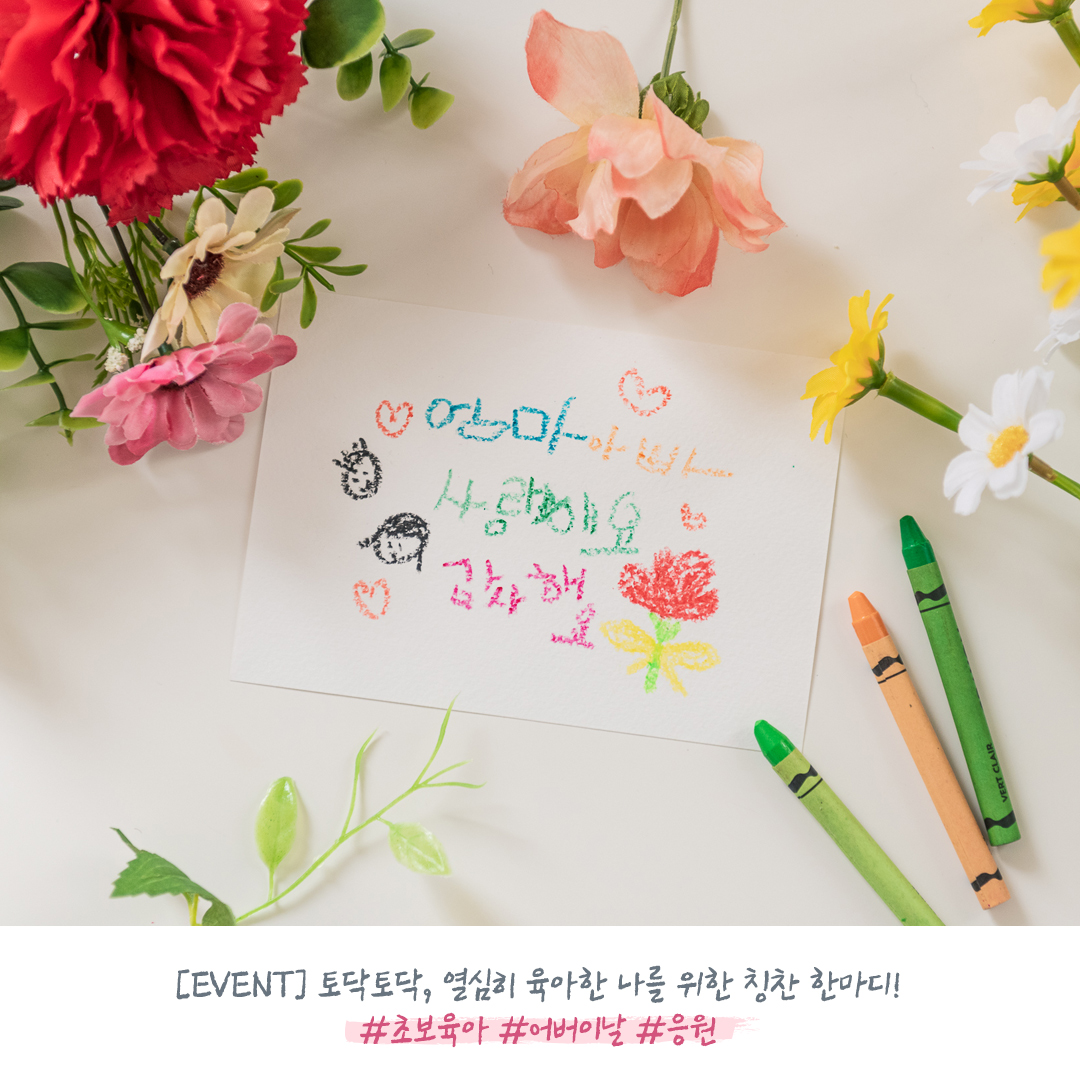 엄마아빠
사랑해요
감사해
요
VERT CLAIR
[EVENT] 토닥토닥, 열심히 육아한 나를 위한 칭찬 한마디!
#초보육아 #어버이날 #응원